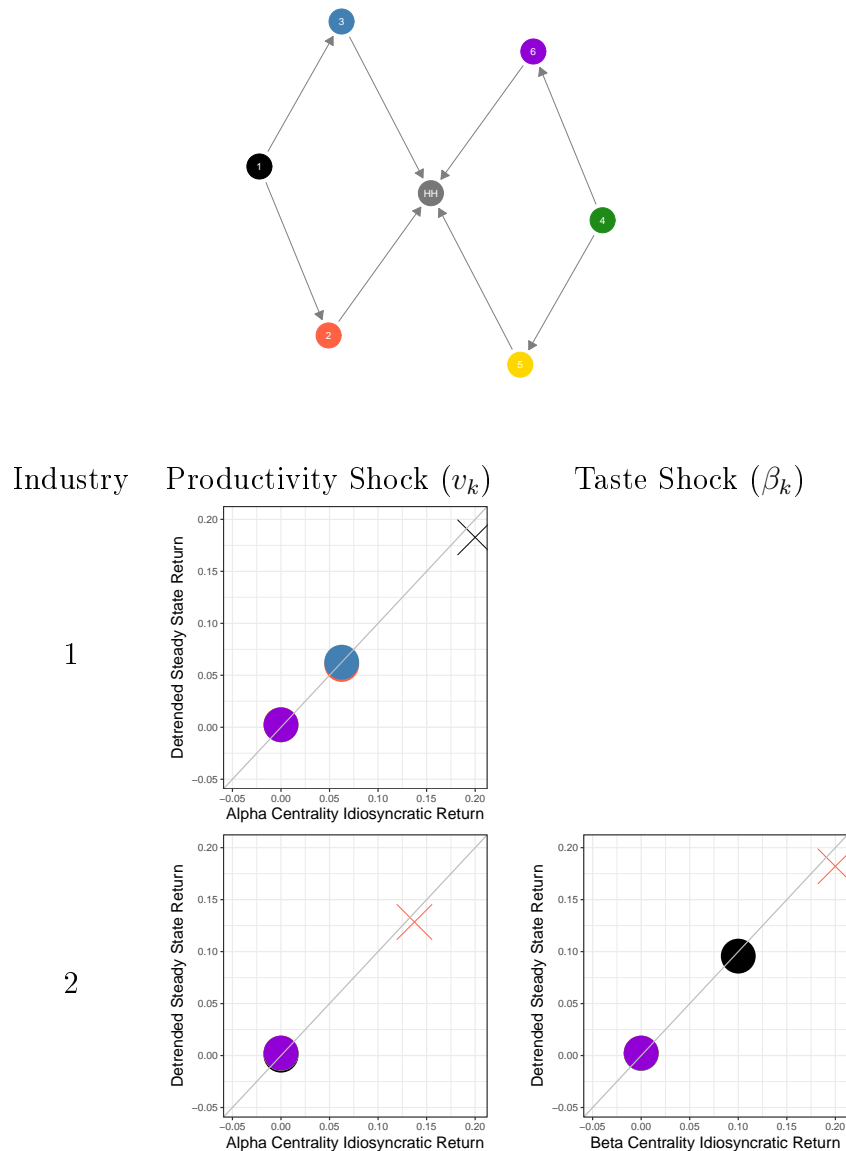 3
6
1
HH
4
2
5
Industry Productivity Shock (v_k) Taste Shock (β_k)
1
Detrended Steady State Return
0.20
0.15
0.10
0.05
0.00
−0.05
−0.05 0.00 0.05 0.10 0.15 0.20
Alpha Centrality Idiosyncratic Return
2
Detrended Steady State Return
0.20
0.15
0.10
0.05
0.00
−0.05
−0.05 0.00 0.05 0.10 0.15 0.20
Alpha Centrality Idiosyncratic Return
Detrended Steady State Return
0.20
0.15
0.10
0.05
0.00
−0.05
−0.05 0.00 0.05 0.10 0.15 0.20
Beta Centrality Idiosyncratic Return